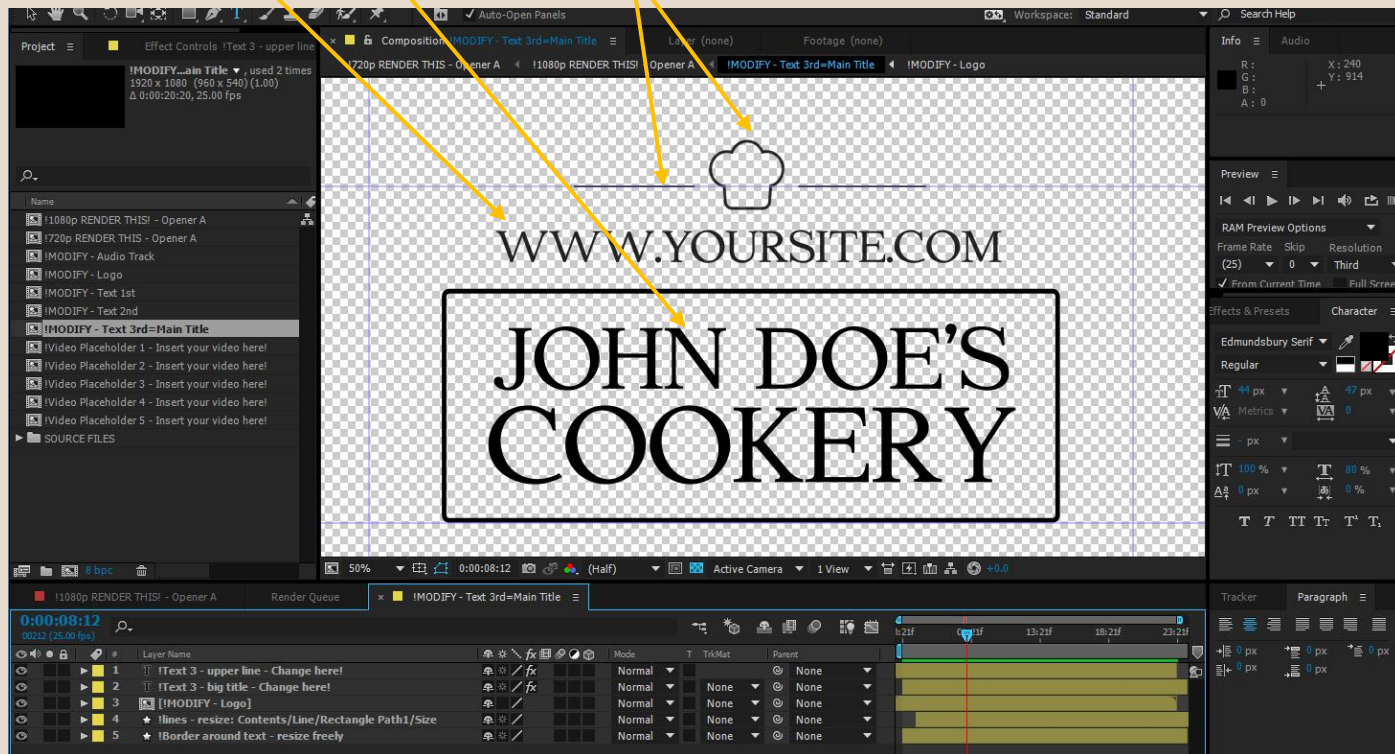 Auto-Open Panels
Workspace: Standard
Search Help
Project
Effect Controls !Text 3 - upper line
Composition !MODIFY - Text 3rd=Main Title
Layer (none)
Footage (none)
Info
Audio
!720p RENDER THIS - Opener A
!1080p RENDER THIS! - Opener A
!MODIFY - Text 3rd=Main Title
!MODIFY - Logo
!MODIFY...ain Title ▼, used 2 times
1920 x 1080 (960 x 540) (1.00)
Δ 0:00:20:20, 25.00 fps
R :
G :
B :
A : 0
X : 240
Y : 914
Name
!1080p RENDER THIS! - Opener A
!720p RENDER THIS - Opener A
!MODIFY - Audio Track
!MODIFY - Logo
!MODIFY - Text 1st
!MODIFY - Text 2nd
!MODIFY - Text 3rd=Main Title
!Video Placeholder 1 - Insert your video here!
!Video Placeholder 2 - Insert your video here!
!Video Placeholder 3 - Insert your video here!
!Video Placeholder 4 - Insert your video here!
!Video Placeholder 5 - Insert your video here!
SOURCE FILES
8 bpc
WWW.YOURSITE.COM
JOHN DOE'S
COOKERY
50%
0:00:08:12
(Half)
Active Camera
1 View
+0.0
Preview
RAM Preview Options
Frame Rate Skip Resolution
(25) 0 Third
From Current Time Full Scree
Effects & Presets
Character
Edmundsbury Serif
Regular
44 px 47 px
Metrics 0
- px
100 % 80 %
0 px 0 %
T T TT Tт T¹ T₁
!1080p RENDER THIS! - Opener A
Render Queue
!MODIFY - Text 3rd=Main Title
0:00:08:12
00212 (25.00 fps)
13:21f 18:21f 23:21f
# Layer Name Mode T TrkMat Parent
1 !Text 3 - upper line - Change here! Normal None
2 !Text 3 - big title - Change here! Normal None None
3 [!MODIFY - Logo] Normal None None
4 !lines - resize: Contents/Line/Rectangle Path1/Size Normal None None
5 !Border around text - resize freely Normal None None
Tracker
Paragraph
0 px 0 px 0 px
0 px 0 px